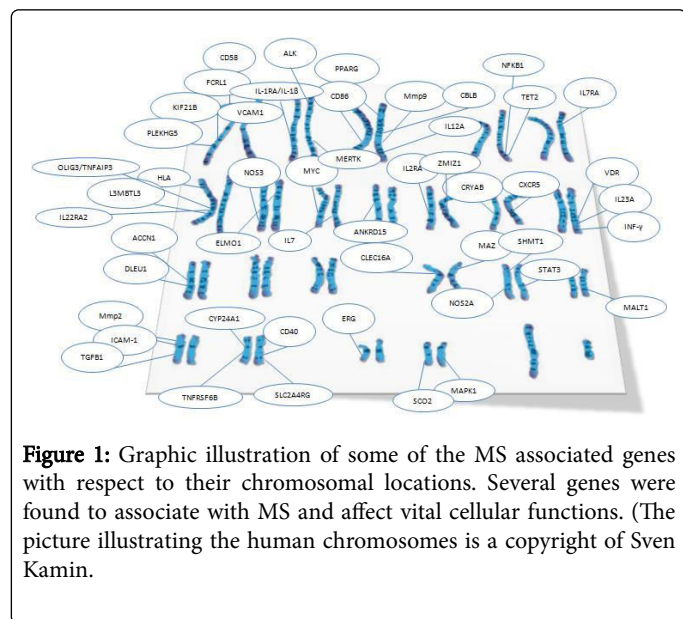 CD58
ALK
FCRL1
IL-1RA/IL-1β
PPARG
NFKB1
KIF21B
VCAM1
CD86
Mmp9
CBLB
TET2
IL7RA
PLEKHG5
MERTK
IL12A
OLIG3/TNFAIP3
HLA
NOS3
MYC
IL2RA
ZMIZ1
CRYAB
CXCR5
VDR
L3MBTL3
IL23A
IL22RA2
ELMO1
IL7
ANKRD15
INF-γ
ACCN1
CLEC16A
MAZ
SHMT1
DLEU1
NOS2A
STAT3
MALT1
Mmp2
CYP24A1
ERG
ICAM-1
CD40
TGFB1
TNFRSF6B
SLC2A4RG
SCO2
MAPK1
Figure 1: Graphic illustration of some of the MS associated genes
with respect to their chromosomal locations. Several genes were
found to associate with MS and affect vital cellular functions. (The
picture illustrating the human chromosomes is a copyright of Sven
Kamin.